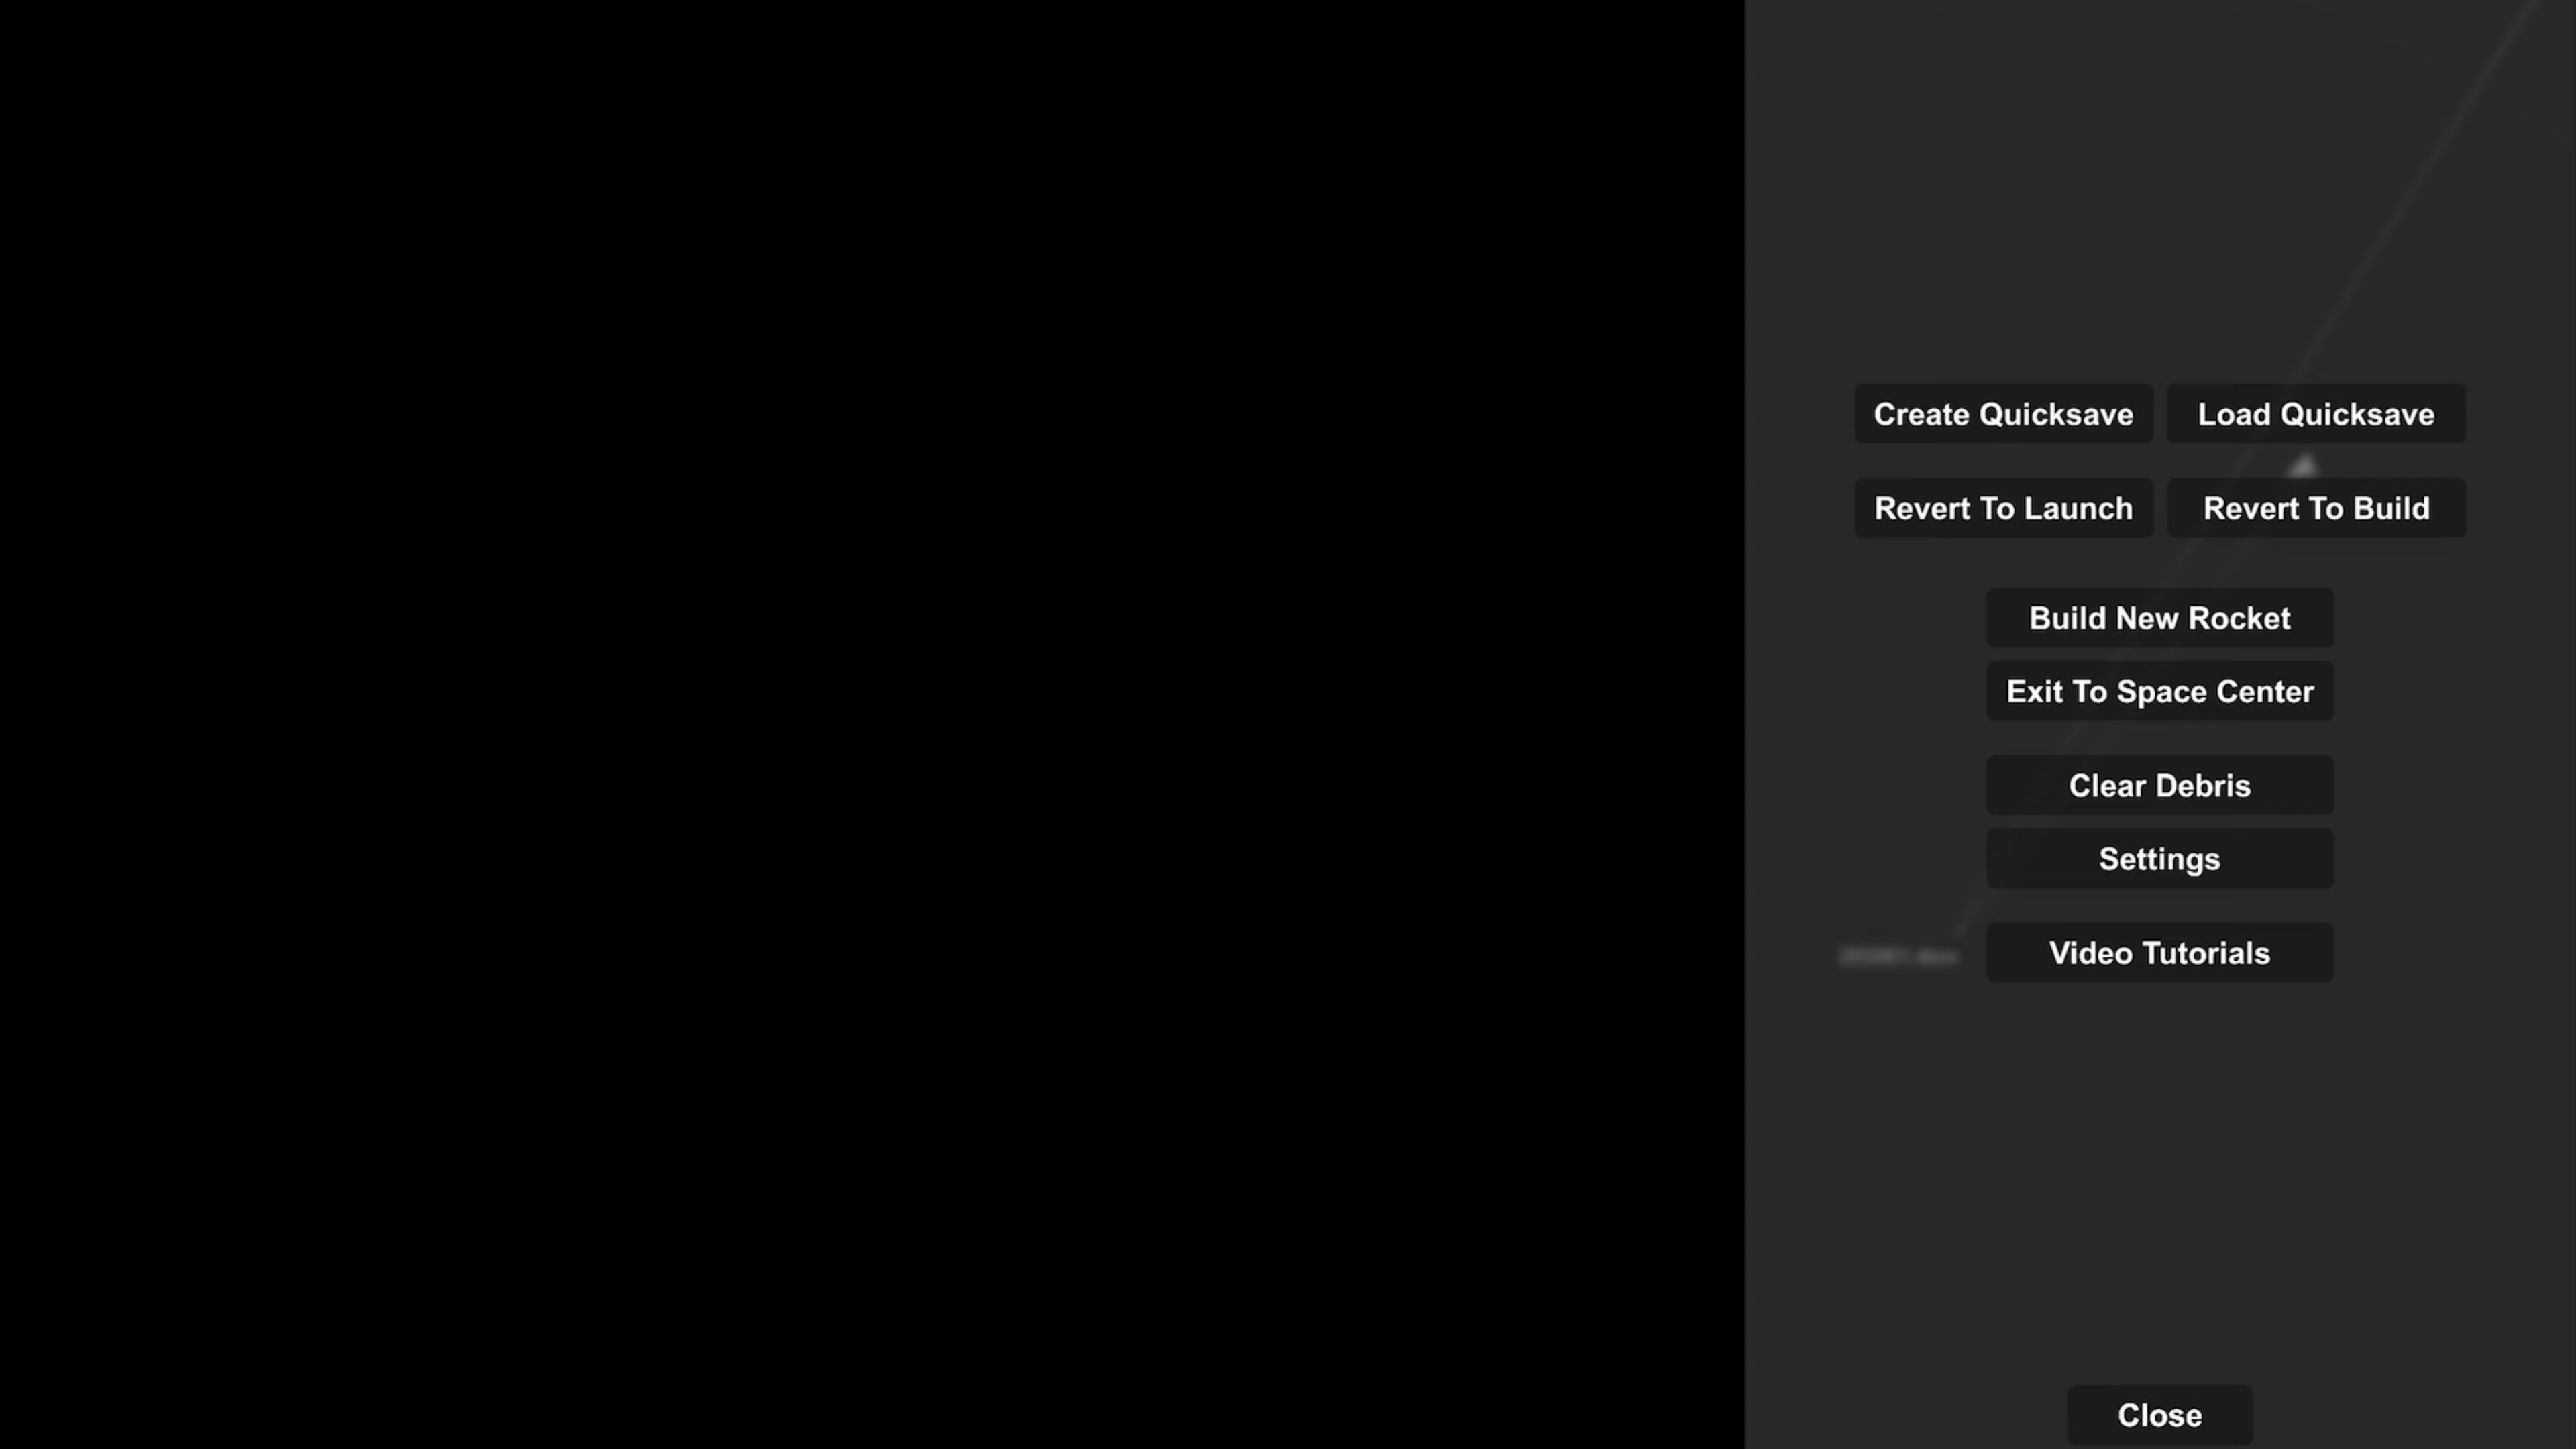 Create Quicksave Load Quicksave
Revert To Launch Revert To Build
Build New Rocket
Exit To Space Center
Clear Debris
Settings
Video Tutorials
Close